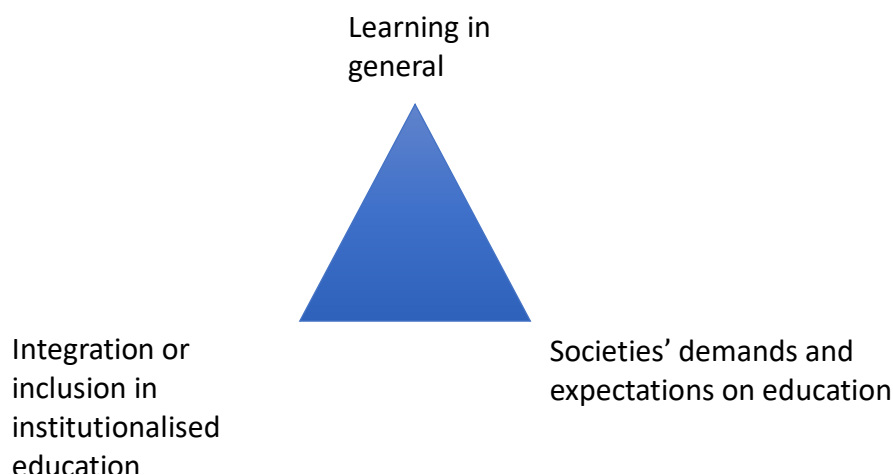 Learning in
general
Integration or
inclusion in
institutionalised
education
Societies’ demands and
expectations on education